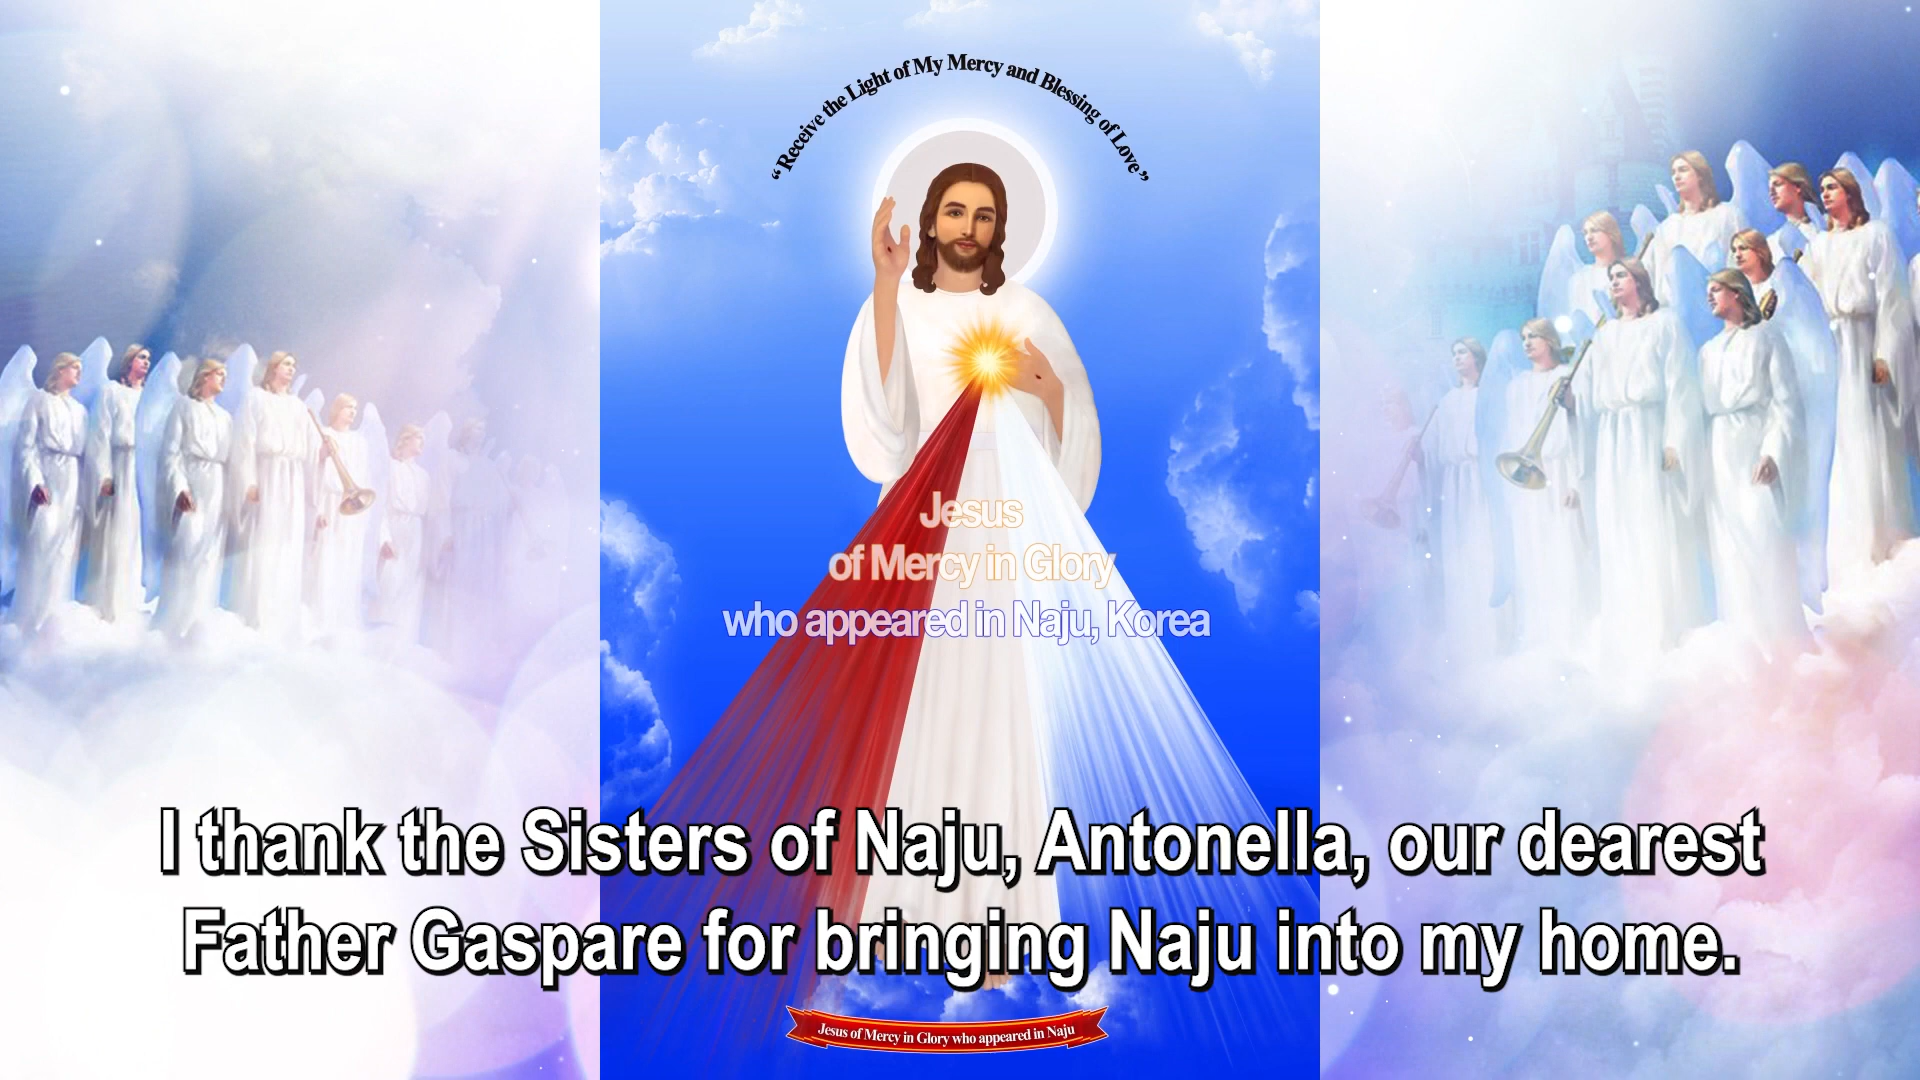 “Receive the Light of My Mercy and Blessing of Love”
Jesus
of Mercy in Glory
who appeared in Naju, Korea
I thank the Sisters of Naju, Antonella, our dearest
Father Gaspare for bringing Naju into my home.
Jesus of Mercy in Glory who appeared in Naju